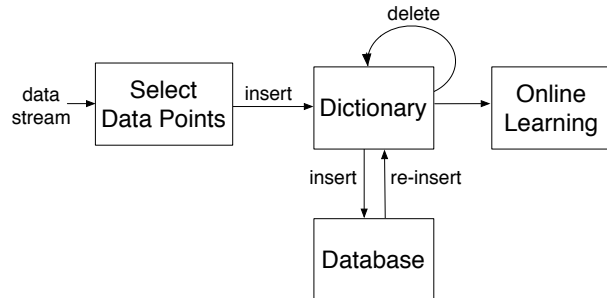 delete
data
stream
Select
Data Points
insert
Dictionary
Online
Learning
insert
re-insert
Database